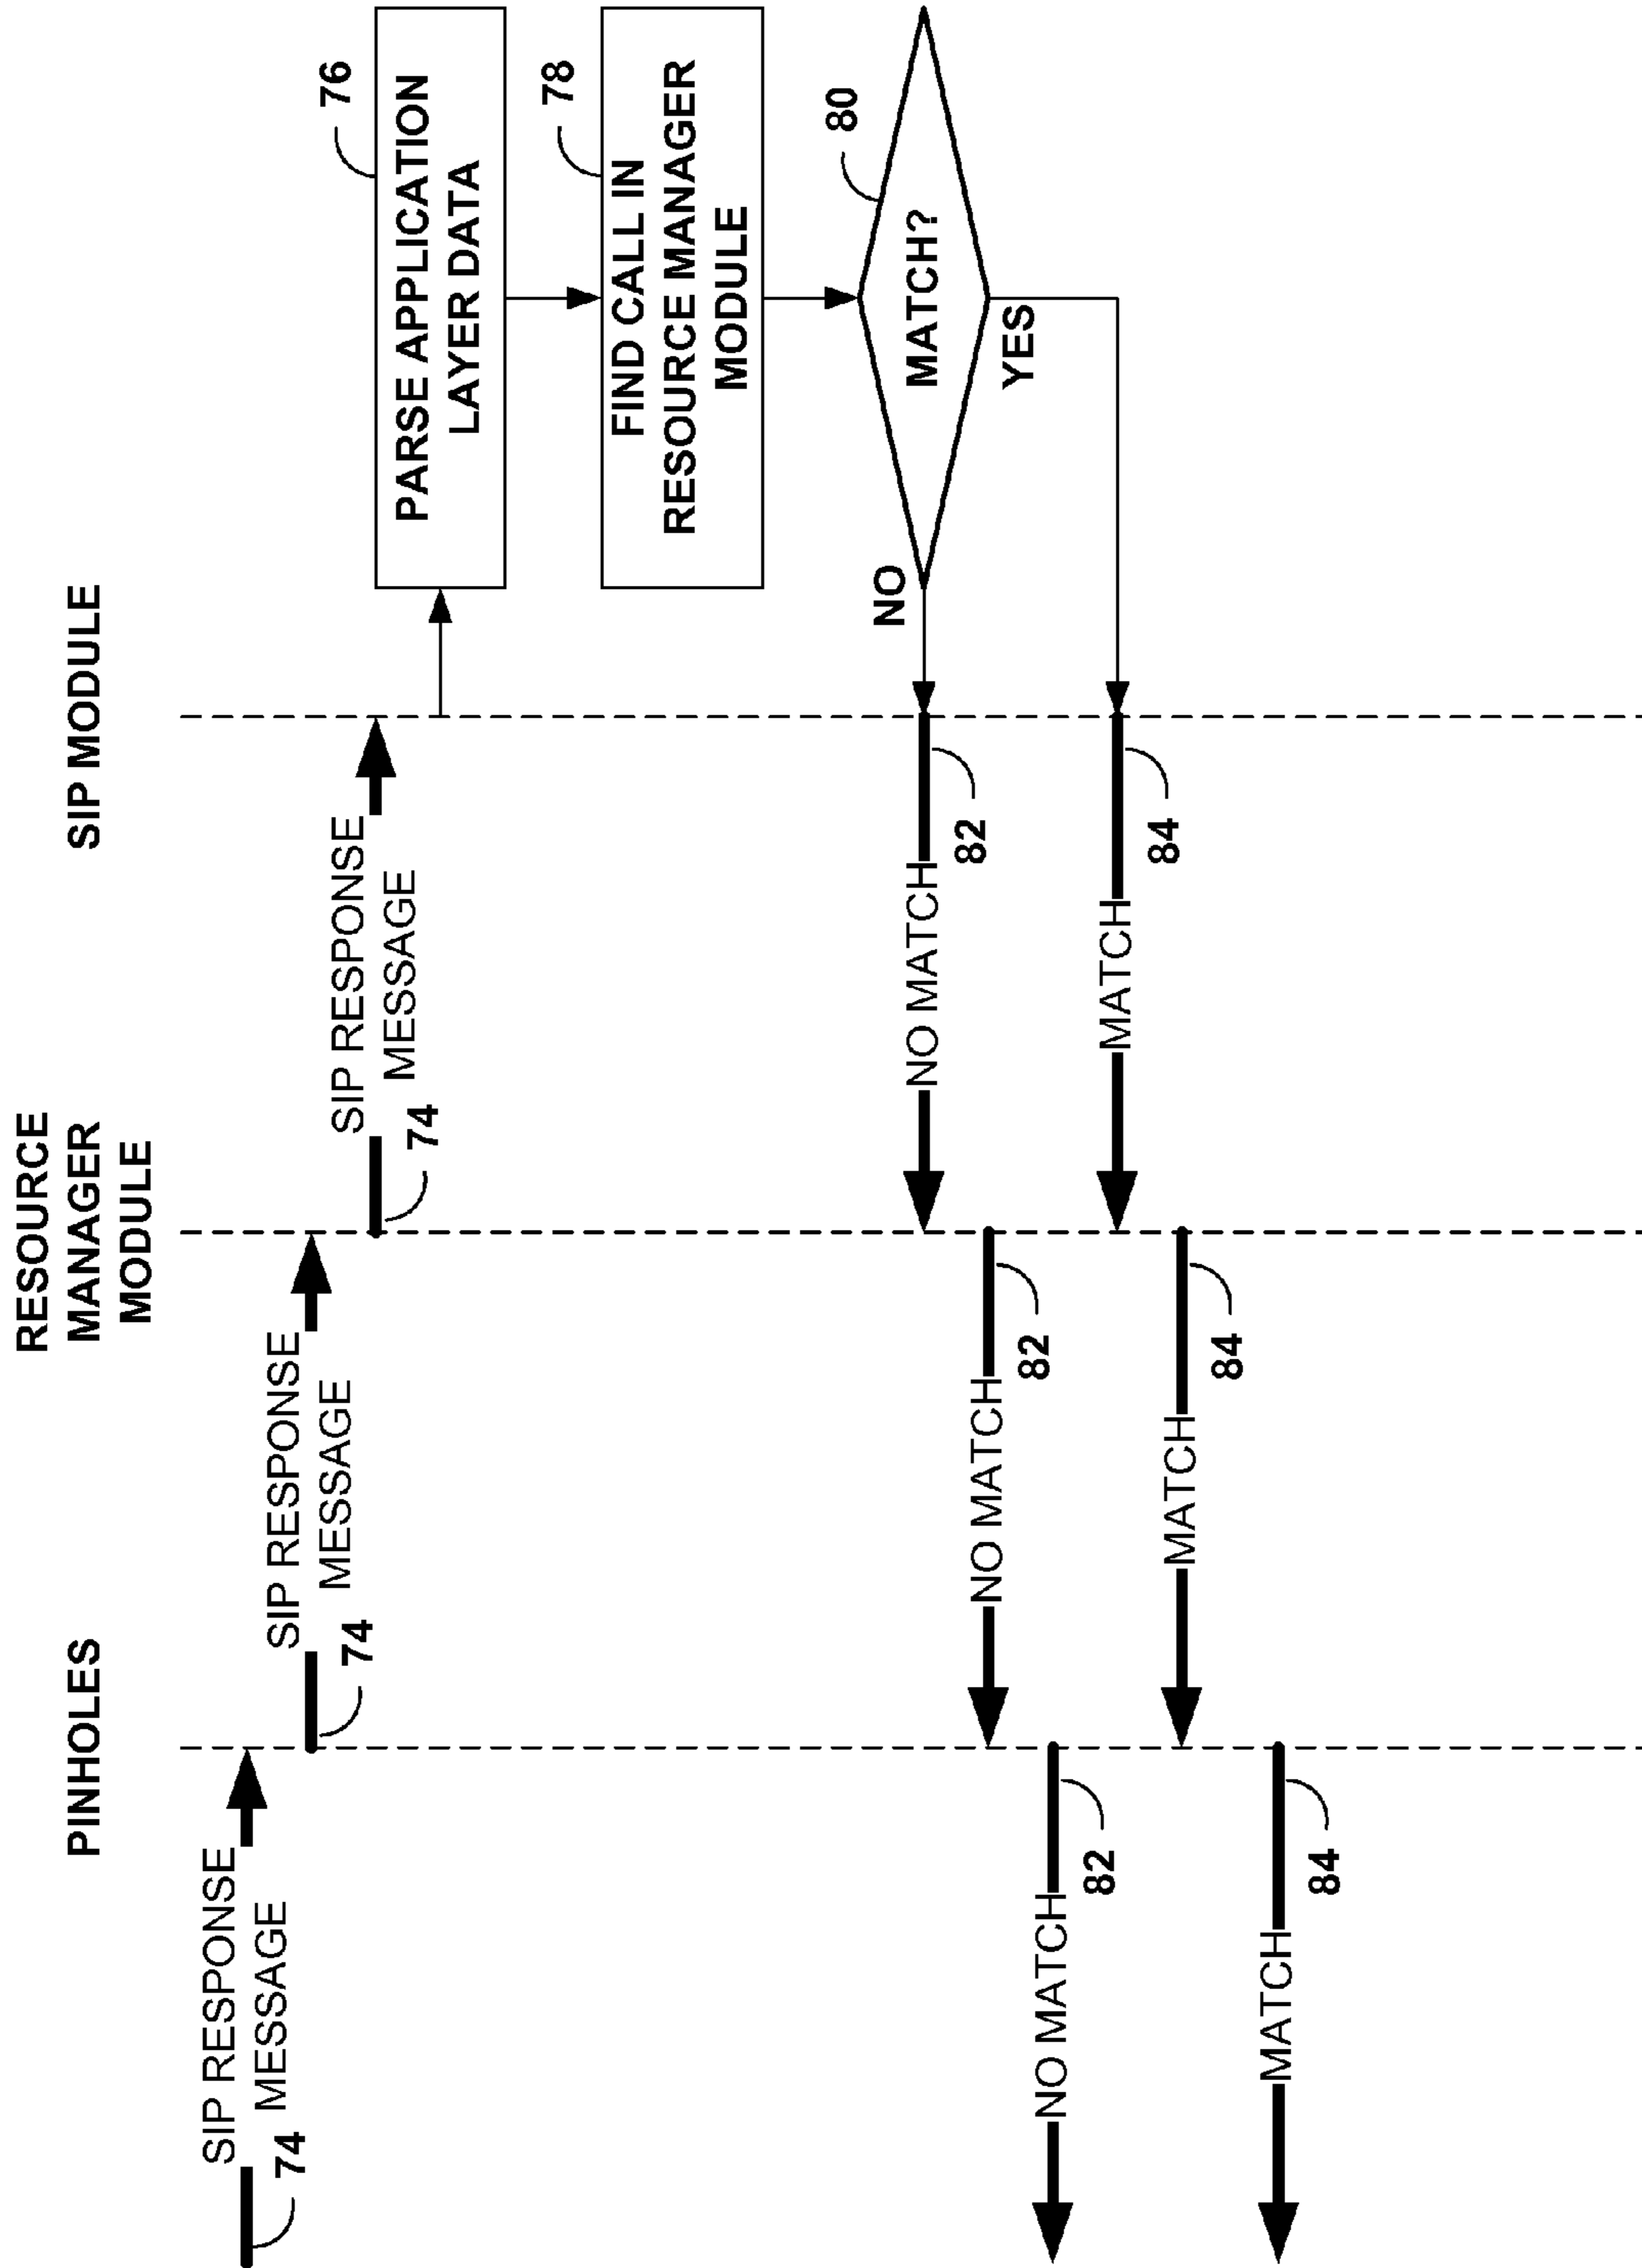 PINHOLES
RESOURCE
MANAGER
MODULE
SIP MODULE
SIP RESPONSE
MESSAGE
74
SIP RESPONSE
MESSAGE
74
SIP RESPONSE
MESSAGE
74
76
PARSE APPLICATION
LAYER DATA
78
FIND CALL IN
RESOURCE MANAGER
MODULE
80
MATCH?
NO
YES
NO MATCH
82
NO MATCH
82
NO MATCH
82
MATCH
84
MATCH
84
MATCH
84